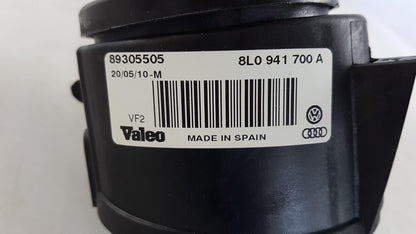 89305505 8L0 941 700 A
20/05/10-M
VF2
Valeo MADE IN SPAIN